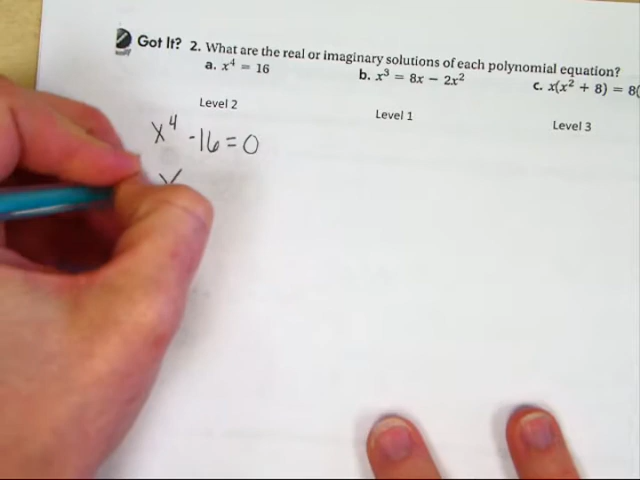 Got It? 2. What are the real or imaginary solutions of each polynomial equation?
a. x⁴ = 16
b. x³ = 8x − 2x²
c. x(x² + 8) = 8(
Level 2
Level 1
Level 3
x⁴ -16 = 0
x